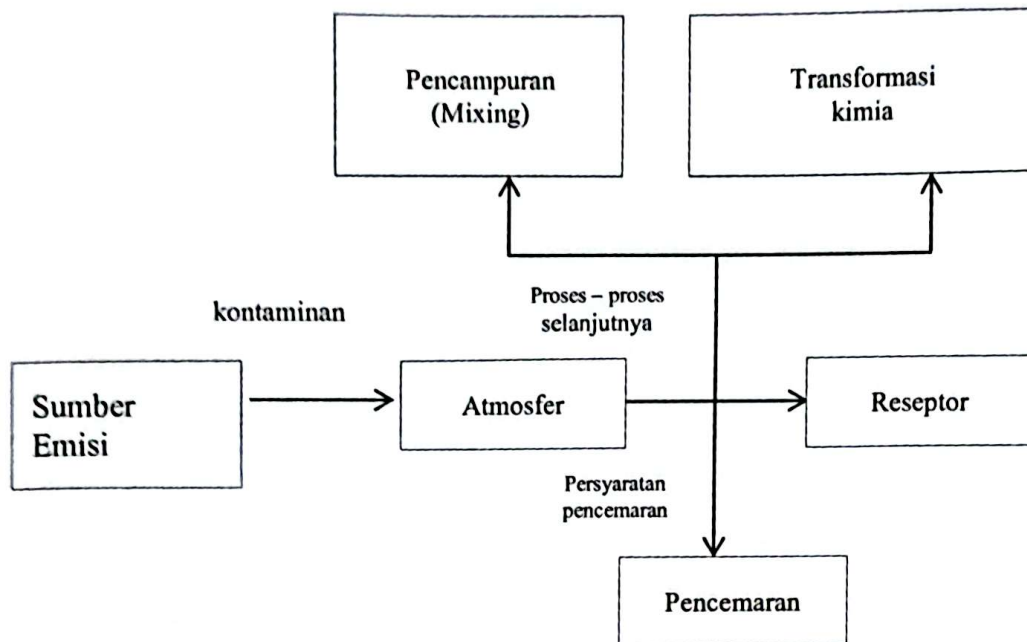 Pencampuran
(Mixing)
Transformasi
kimia
kontaminan
Proses – proses
selanjutnya
Sumber
Emisi
Atmosfer
Reseptor
Persyaratan
pencemaran
Pencemaran